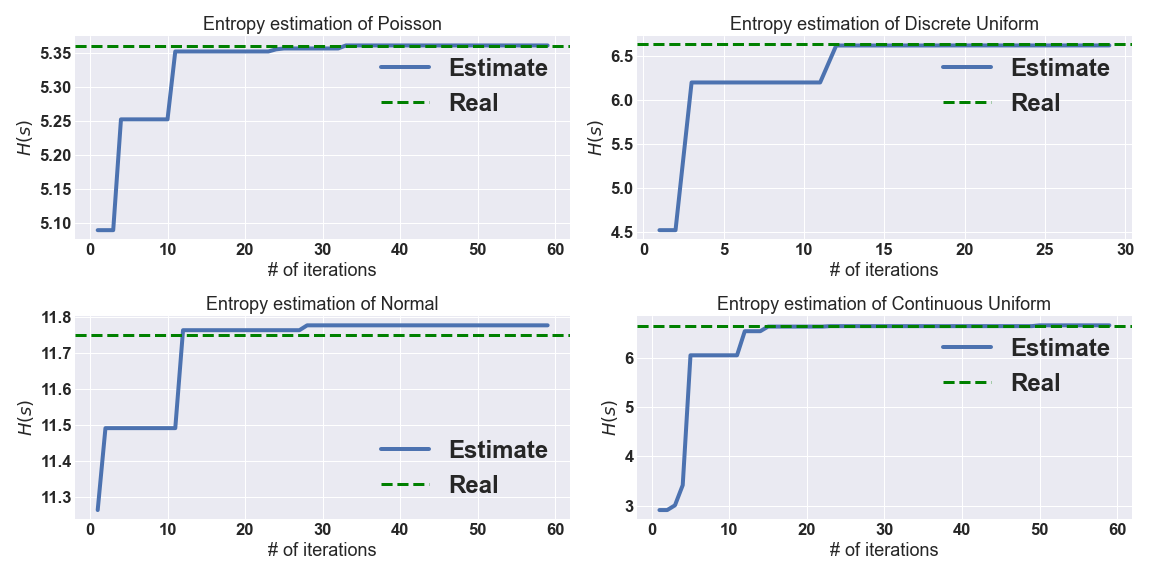 Entropy estimation of Poisson
H(s)
5.35
5.30
5.25
5.20
5.15
5.10
Estimate
Real
0 10 20 30 40 50 60
# of iterations
Entropy estimation of Discrete Uniform
H(s)
6.5
6.0
5.5
5.0
4.5
Estimate
Real
0 5 10 15 20 25 30
# of iterations
Entropy estimation of Normal
H(s)
11.8
11.7
11.6
11.5
11.4
11.3
Estimate
Real
0 10 20 30 40 50 60
# of iterations
Entropy estimation of Continuous Uniform
H(s)
6
5
4
3
Estimate
Real
0 10 20 30 40 50 60
# of iterations